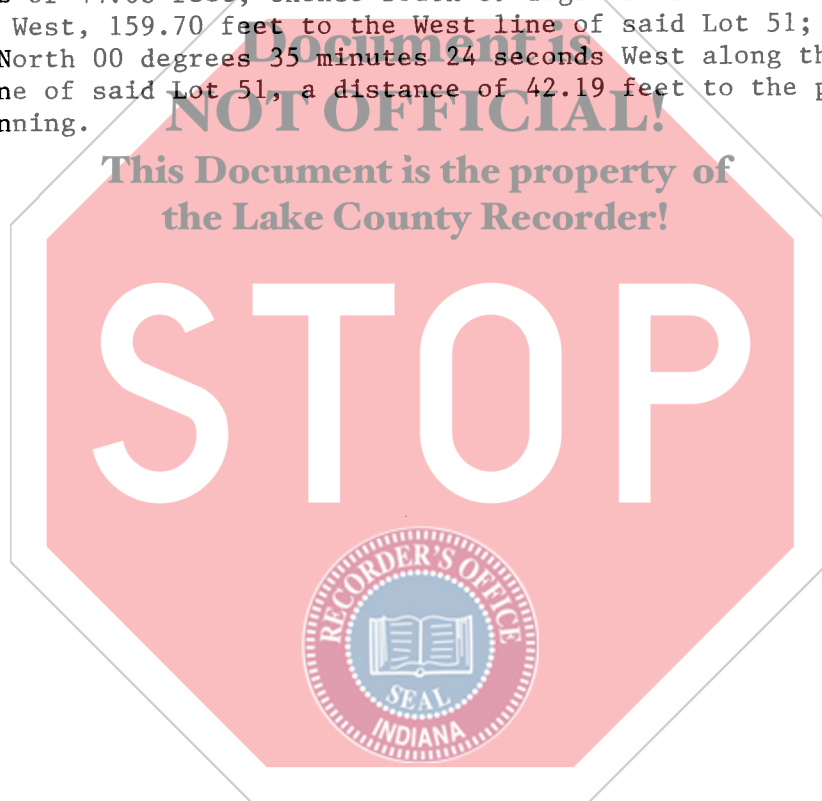 West, 159.70 feet to the West line of said Lot 51;
North 00 degrees 35 minutes 24 seconds West along th
ne of said Lot 51, a distance of 42.19 feet to the p
nning.
Document is
NOT OFFICIAL!
This Document is the property of
the Lake County Recorder!
STOP
RECORDER'S OFFICE
SEAL
INDIANA